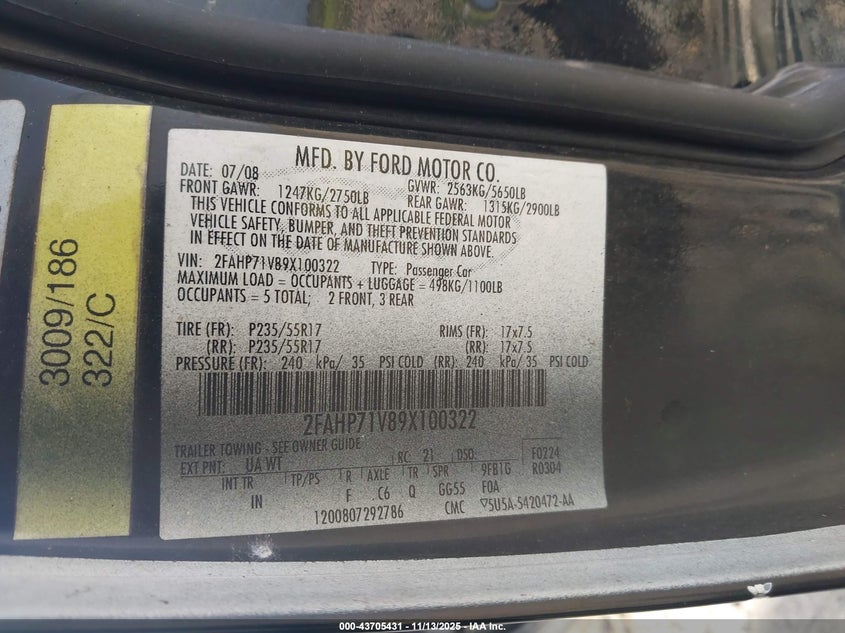 3009/186
322/C
MFD. BY FORD MOTOR CO.
DATE: 07/08 GVWR: 2563KG/5650LB
FRONT GAWR: 1247KG/2750LB REAR GAWR: 1315KG/2900LB
THIS VEHICLE CONFORMS TO ALL APPLICABLE FEDERAL MOTOR
VEHICLE SAFETY, BUMPER, AND THEFT PREVENTION STANDARDS
IN EFFECT ON THE DATE OF MANUFACTURE SHOWN ABOVE.
VIN: 2FAHP71V89X100322 TYPE: Passenger Car
MAXIMUM LOAD = OCCUPANTS + LUGGAGE = 498KG/1100LB
OCCUPANTS = 5 TOTAL; 2 FRONT, 3 REAR
TIRE (FR): P235/55R17 RIMS (FR): 17x7.5
(RR): P235/55R17 (RR): 17x7.5
PRESSURE (FR): 240 kPa/ 35 PSI COLD (RR): 240 kPa/ 35 PSI COLD
2FAHP71V89X100322
TRAILER TOWING - SEE OWNER GUIDE
EXT PNT: UA WT RC: 21 DSO: F0224
R0304
INT TR TP/PS R AXLE TR SPR 9FB1G
IN F C6 Q GG55 FOA
1200807292786 CMC ▽5U5A-5420472-AA
000-43705431 - 11/13/2025 - IAA Inc.